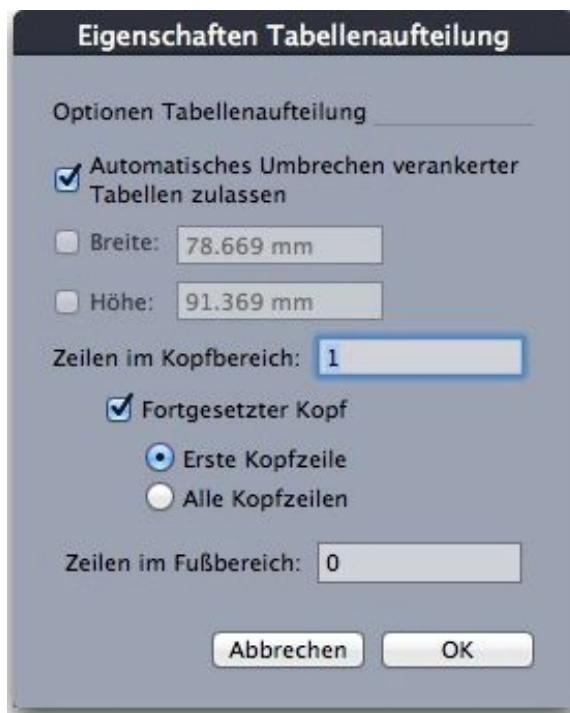 Eigenschaften Tabellenaufteilung
Optionen Tabellenaufteilung
Automatisches Umbrechen verankerter
Tabellen zulassen
Breite: 78.669 mm
Höhe: 91.369 mm
Zeilen im Kopfbereich: 1
Fortgesetzter Kopf
Erste Kopfzeile
Alle Kopfzeilen
Zeilen im Fußbereich: 0
Abbrechen OK